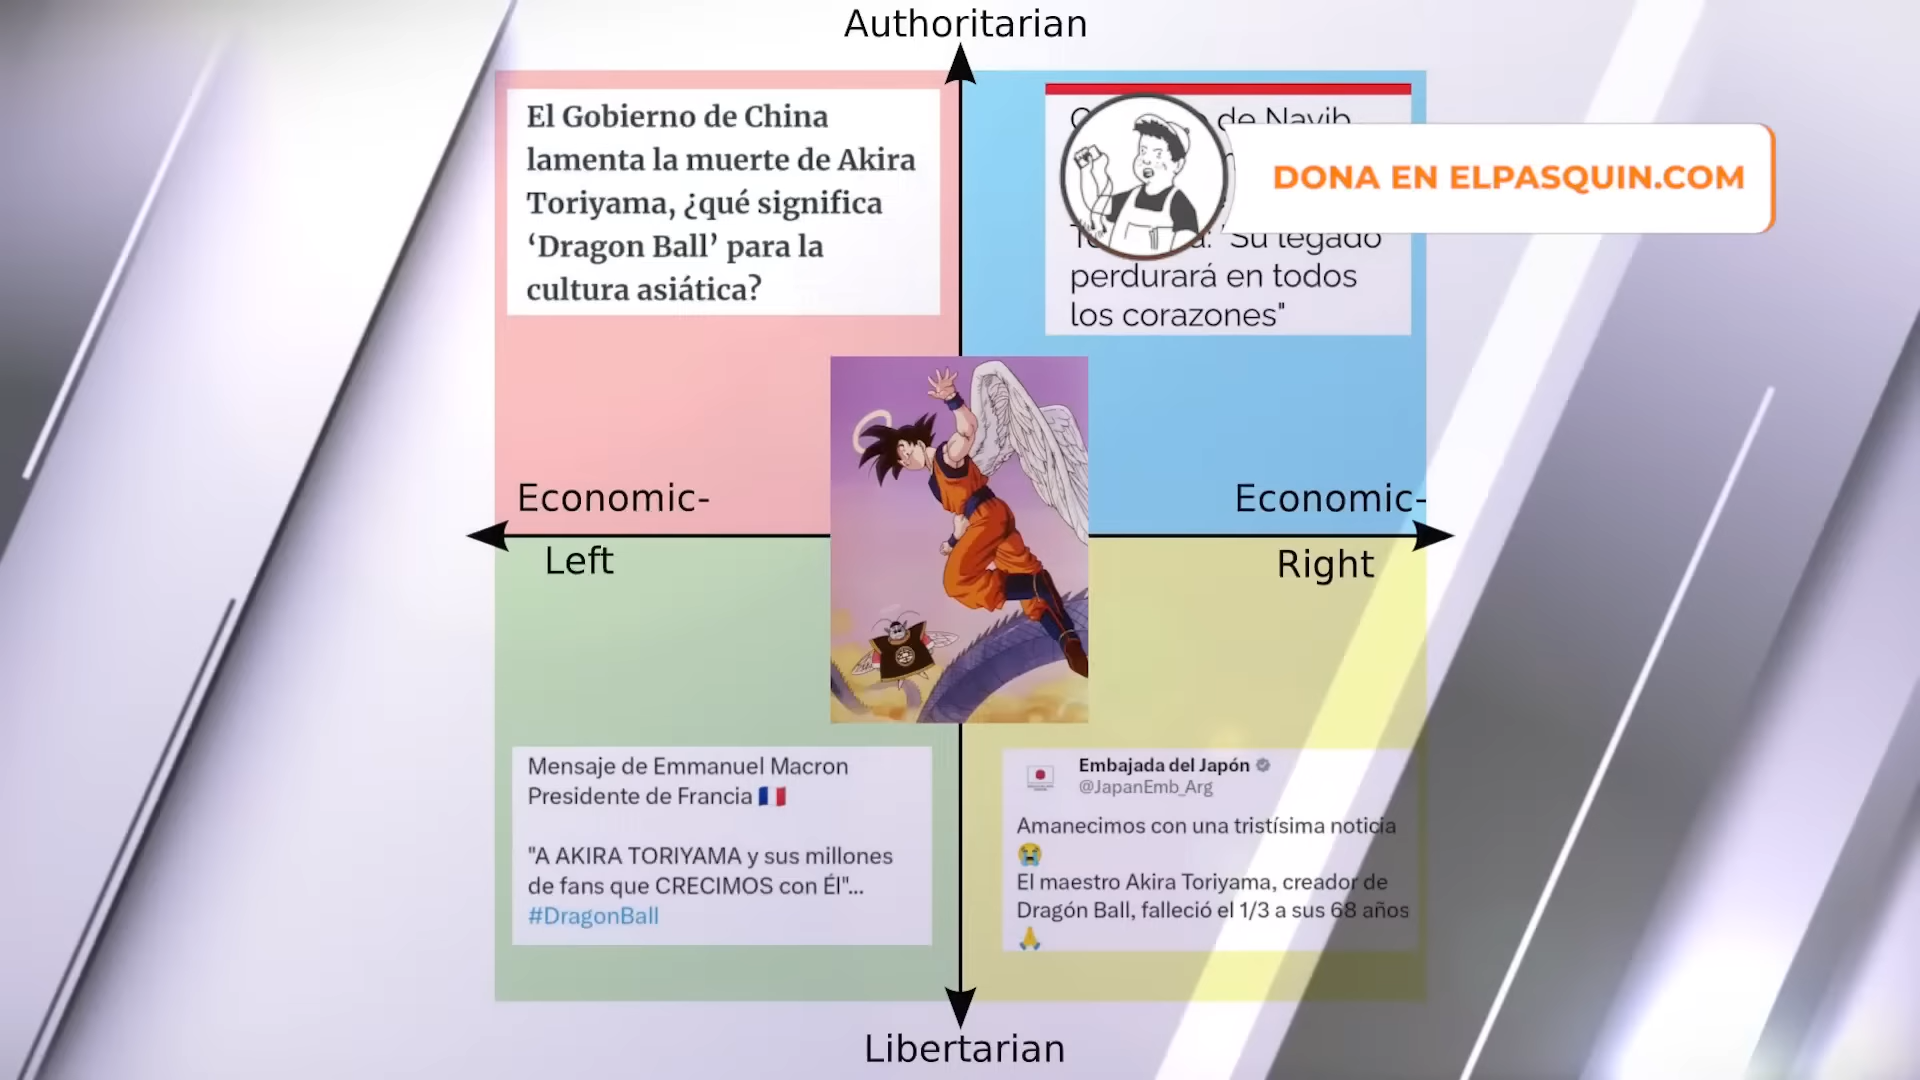 Authoritarian
El Gobierno de China
lamenta la muerte de Akira
Toriyama, ¿qué significa
‘Dragon Ball’ para la
cultura asiática?
de Nayib
DONA EN ELPASQUIN.COM
"Su legado
perdurará en todos
los corazones"
Economic-
Left
Economic-
Right
Mensaje de Emmanuel Macron
Presidente de Francia 🇫🇷
"A AKIRA TORIYAMA y sus millones
de fans que CRECIMOS con Él"...
#DragonBall
Embajada del Japón
@JapanEmb_Arg
Amanecimos con una tristísima noticia
😭
El maestro Akira Toriyama, creador de
Dragón Ball, falleció el 1/3 a sus 68 años
🙏
Libertarian